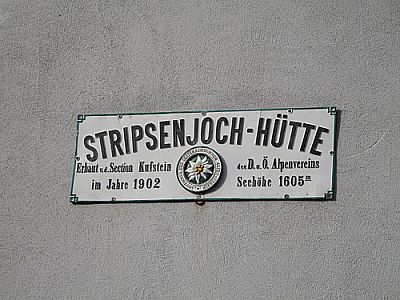 STRIPSENJOCH-HÜTTE
Erbaut v.d. Section Kufstein des D. u. Ö. Alpenvereins
im Jahre 1902 Seehöhe 1605m